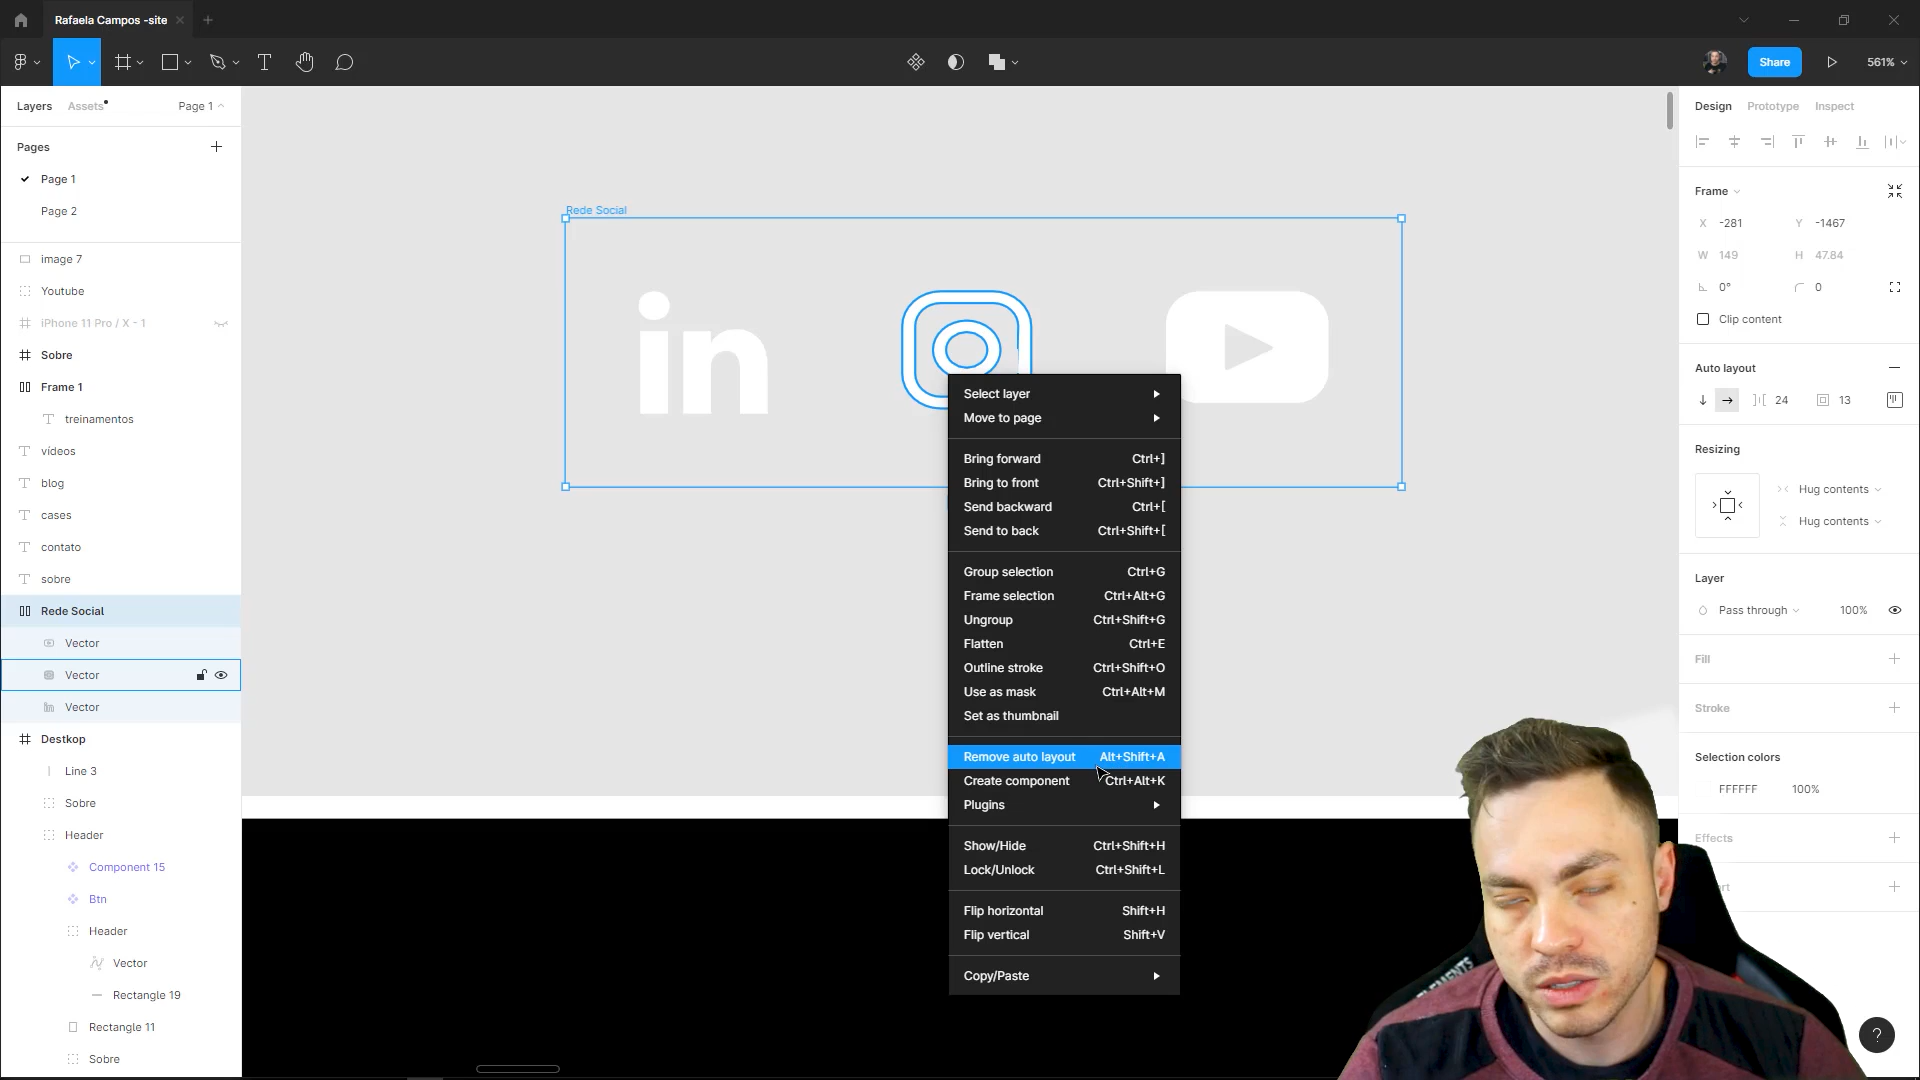 Rafaela Campos -site
Share
561%
Layers
Assets
Page 1
Pages
Page 1
Page 2
image 7
Youtube
iPhone 11 Pro / X - 1
Sobre
Frame 1
treinamentos
vídeos
blog
cases
contato
sobre
Rede Social
Vector
Vector
Vector
Destkop
Line 3
Sobre
Header
Component 15
Btn
Header
Vector
Rectangle 19
Rectangle 11
Sobre
Rede Social
in
Select layer
Move to page
Bring forward Ctrl+]
Bring to front Ctrl+Shift+]
Send backward Ctrl+[
Send to back Ctrl+Shift+[
Group selection Ctrl+G
Frame selection Ctrl+Alt+G
Ungroup Ctrl+Shift+G
Flatten Ctrl+E
Outline stroke Ctrl+Shift+O
Use as mask Ctrl+Alt+M
Set as thumbnail
Remove auto layout Alt+Shift+A
Create component Ctrl+Alt+K
Plugins
Show/Hide Ctrl+Shift+H
Lock/Unlock Ctrl+Shift+L
Flip horizontal Shift+H
Flip vertical Shift+V
Copy/Paste
Design
Prototype
Inspect
Frame
X -281 Y -1467
W 149 H 47.84
0° 0
Clip content
Auto layout
24 13
Resizing
Hug contents
Hug contents
Layer
Pass through 100%
Fill
Stroke
Selection colors
FFFFFF 100%
Effects
?